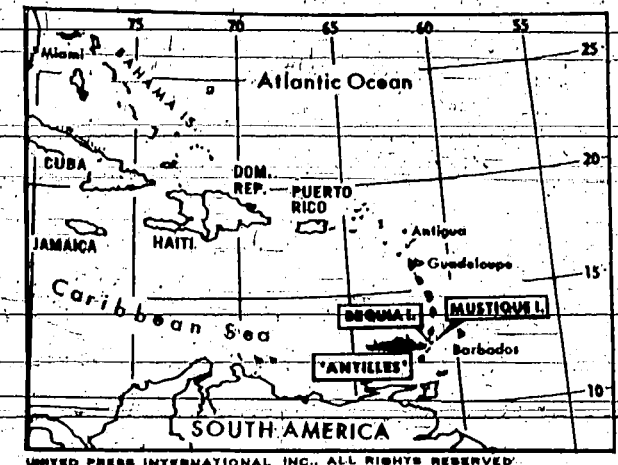 75 70 65 60 55
Miami
BAHAMA IS.
Atlantic Ocean
25
20
CUBA
DOM.
REP.
PUERTO
RICO
JAMAICA
HAITI
Antigua
Guadeloupe
15
Caribbean Sea
BEQUIA I.
MUSTIQUE I.
"ANTILLES"
Barbados
10
SOUTH AMERICA
UNITED PRESS INTERNATIONAL INC., ALL RIGHTS RESERVED